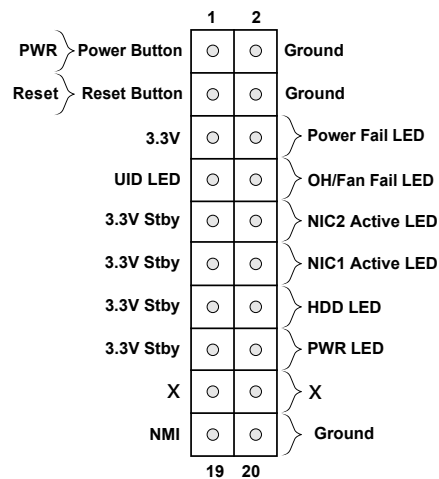 1 2
PWR Power Button Ground
Reset Reset Button Ground
3.3V Power Fail LED
UID LED OH/Fan Fail LED
3.3V Stby NIC2 Active LED
3.3V Stby NIC1 Active LED
3.3V Stby HDD LED
3.3V Stby PWR LED
X X
NMI Ground
19 20